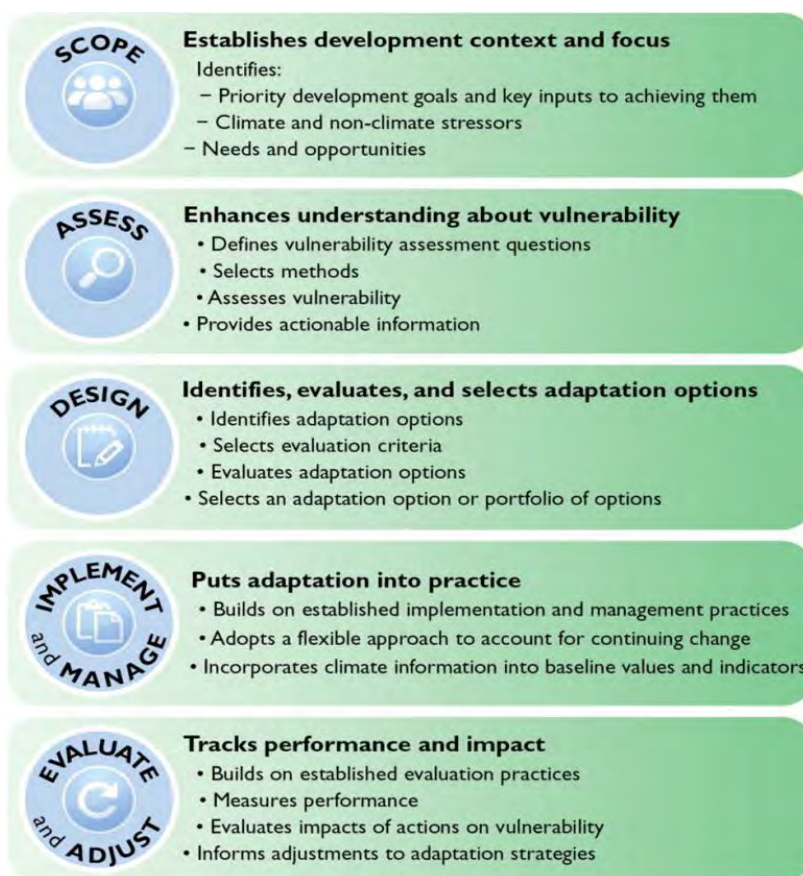 SCOPE
Establishes development context and focus
Identifies:
– Priority development goals and key inputs to achieving them
– Climate and non-climate stressors
– Needs and opportunities
ASSESS
Enhances understanding about vulnerability
• Defines vulnerability assessment questions
• Selects methods
• Assesses vulnerability
• Provides actionable information
DESIGN
Identifies, evaluates, and selects adaptation options
• Identifies adaptation options
• Selects evaluation criteria
• Evaluates adaptation options
• Selects an adaptation option or portfolio of options
IMPLEMENT
and MANAGE
Puts adaptation into practice
• Builds on established implementation and management practices
• Adopts a flexible approach to account for continuing change
• Incorporates climate information into baseline values and indicators
EVALUATE
and ADJUST
Tracks performance and impact
• Builds on established evaluation practices
• Measures performance
• Evaluates impacts of actions on vulnerability
• Informs adjustments to adaptation strategies